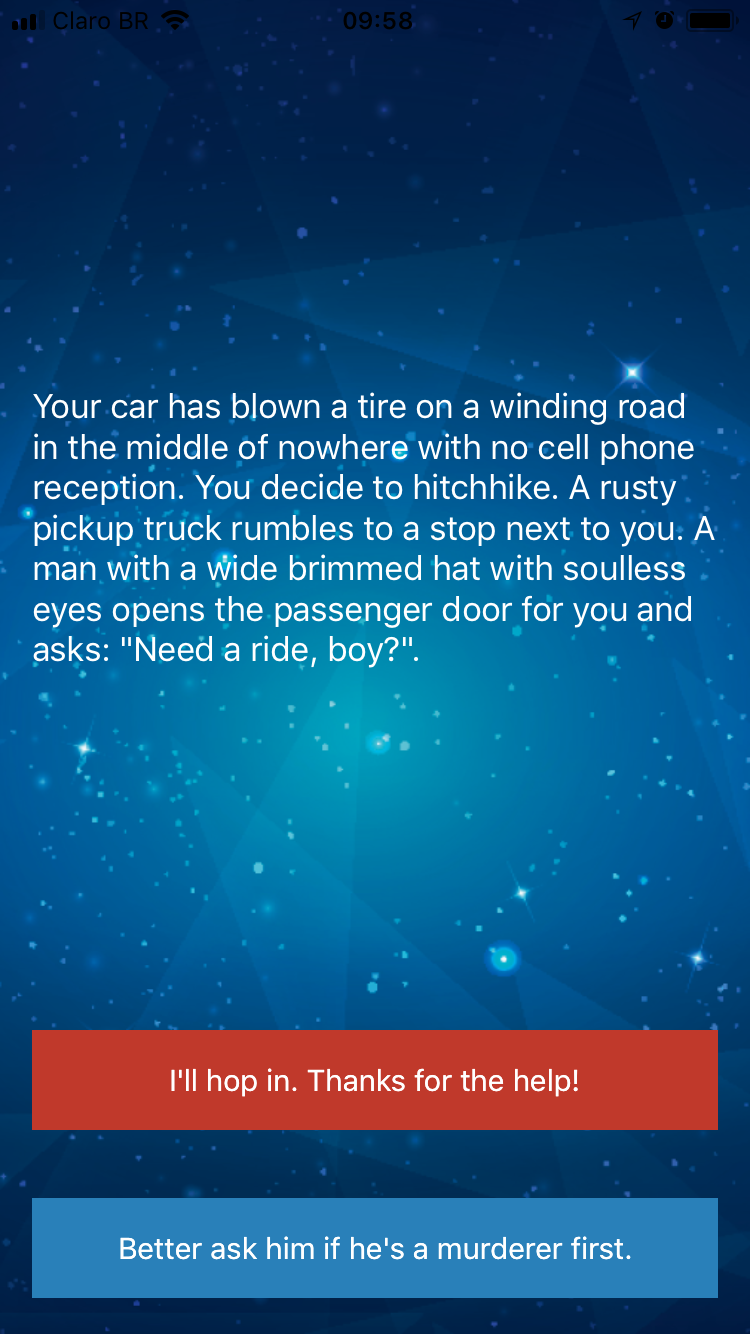 Claro BR
09:58
Your car has blown a tire on a winding road
in the middle of nowhere with no cell phone
reception. You decide to hitchhike. A rusty
pickup truck rumbles to a stop next to you. A
man with a wide brimmed hat with soulless
eyes opens the passenger door for you and
asks: "Need a ride, boy?".
I'll hop in. Thanks for the help!
Better ask him if he's a murderer first.